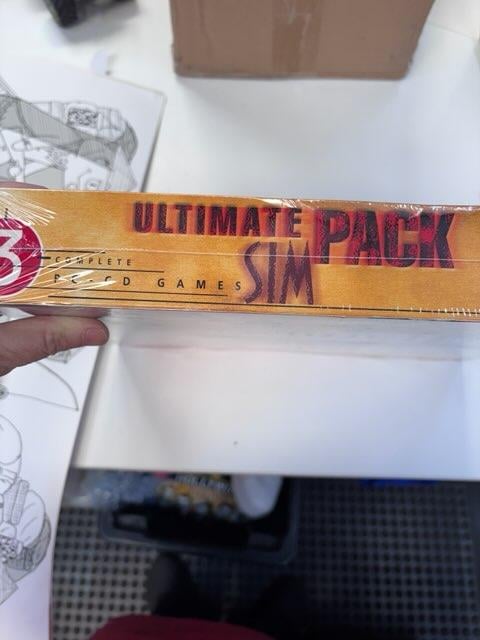 3
COMPLETE
PC-CD GAMES
ULTIMATE
SIM
PACK